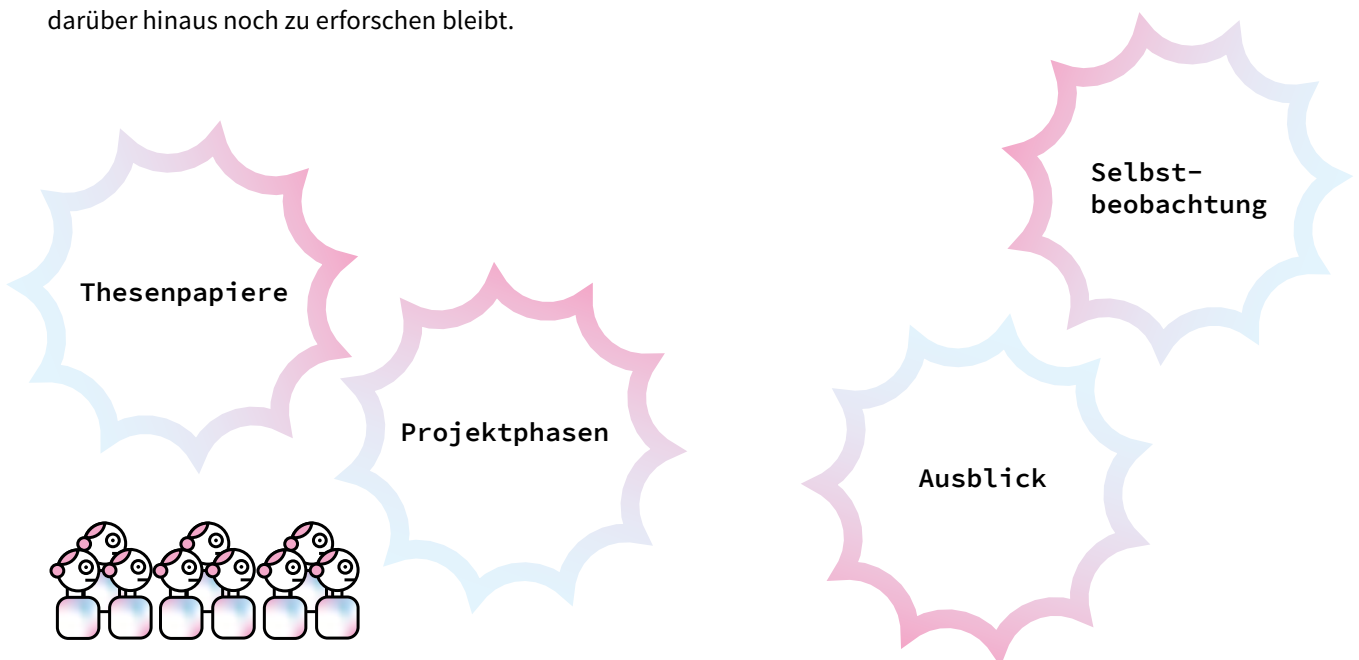 darüber hinaus noch zu erforschen bleibt.
Selbst-
beobachtung
Thesenpapiere
Projektphasen
Ausblick